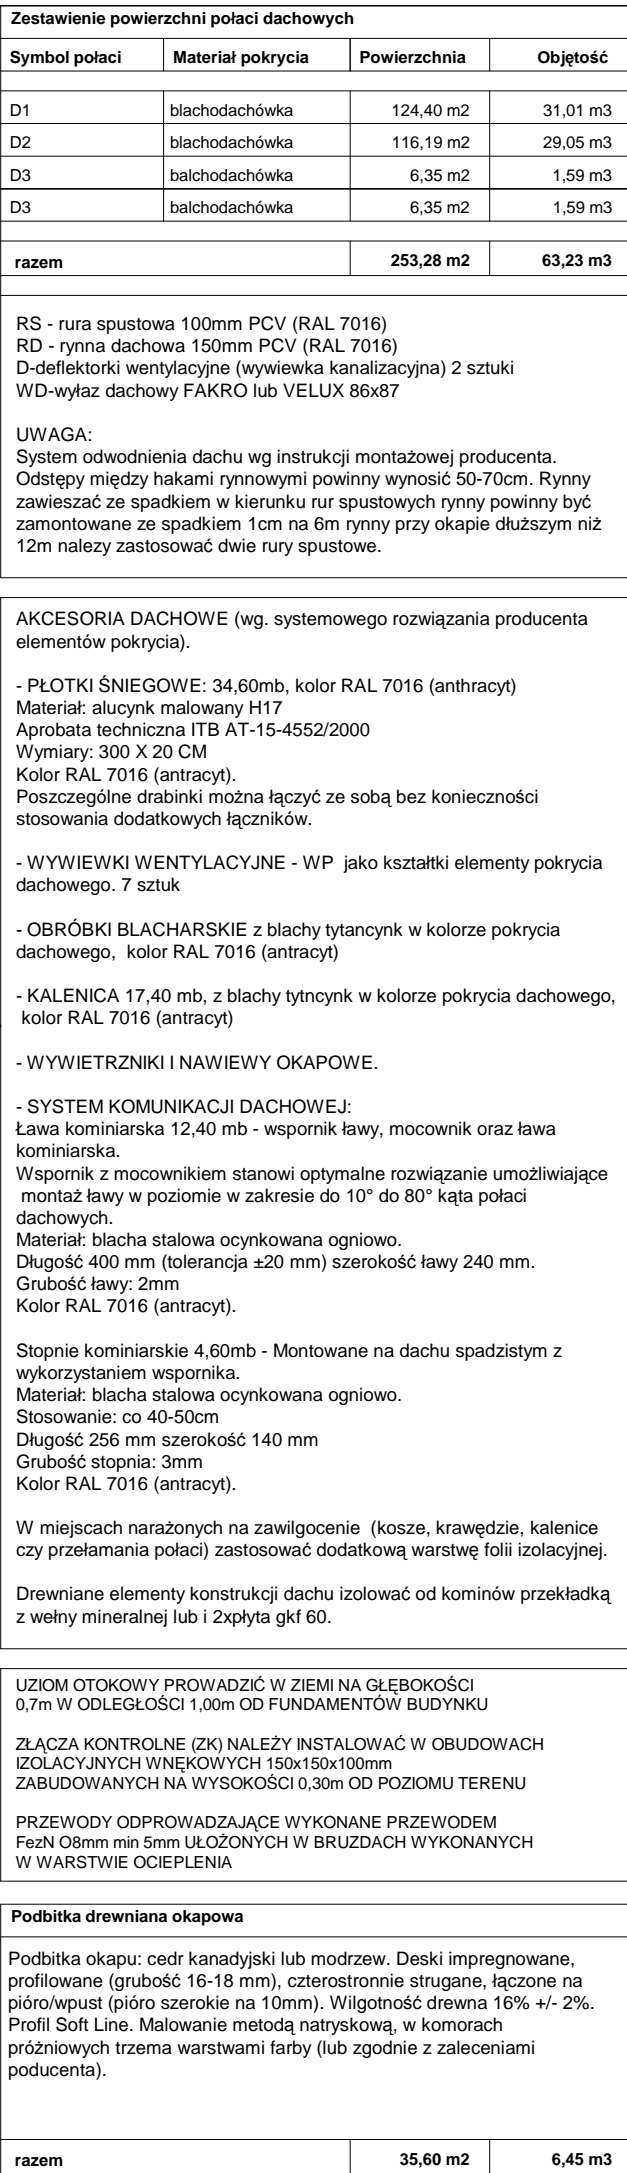 Zestawienie powierzchni połaci dachowych
Symbol połaci Materiał pokrycia Powierzchnia Objętość
D1 blachodachówka 124,40 m2 31,01 m3
D2 blachodachówka 116,19 m2 29,05 m3
D3 balchodachówka 6,35 m2 1,59 m3
D3 balchodachówka 6,35 m2 1,59 m3
razem 253,28 m2 63,23 m3
RS - rura spustowa 100mm PCV (RAL 7016)
RD - rynna dachowa 150mm PCV (RAL 7016)
D-deflektorki wentylacyjne (wywiewka kanalizacyjna) 2 sztuki
WD-wyłaz dachowy FAKRO lub VELUX 86x87
UWAGA:
System odwodnienia dachu wg instrukcji montażowej producenta.
Odstępy między hakami rynnowymi powinny wynosić 50-70cm. Rynny
zawieszać ze spadkiem w kierunku rur spustowych rynny powinny być
zamontowane ze spadkiem 1cm na 6m rynny przy okapie dłuższym niż
12m nalezy zastosować dwie rury spustowe.
AKCESORIA DACHOWE (wg. systemowego rozwiązania producenta
elementów pokrycia).
- PŁOTKI ŚNIEGOWE: 34,60mb, kolor RAL 7016 (anthracyt)
Materiał: alucynk malowany H17
Aprobata techniczna ITB AT-15-4552/2000
Wymiary: 300 X 20 CM
Kolor RAL 7016 (antracyt).
Poszczególne drabinki można łączyć ze sobą bez konieczności
stosowania dodatkowych łączników.
- WYWIEWKI WENTYLACYJNE - WP jako kształtki elementy pokrycia
dachowego. 7 sztuk
- OBRÓBKI BLACHARSKIE z blachy tytancynk w kolorze pokrycia
dachowego, kolor RAL 7016 (antracyt)
- KALENICA 17,40 mb, z blachy tytncynk w kolorze pokrycia dachowego,
kolor RAL 7016 (antracyt)
- WYWIETRZNIKI I NAWIEWY OKAPOWE.
- SYSTEM KOMUNIKACJI DACHOWEJ:
Ława kominiarska 12,40 mb - wspornik ławy, mocownik oraz ława
kominiarska.
Wspornik z mocownikiem stanowi optymalne rozwiązanie umożliwiające
montaż ławy w poziomie w zakresie do 10° do 80° kąta połaci
dachowych.
Materiał: blacha stalowa ocynkowana ogniowo.
Długość 400 mm (tolerancja ±20 mm) szerokość ławy 240 mm.
Grubość ławy: 2mm
Kolor RAL 7016 (antracyt).
Stopnie kominiarskie 4,60mb - Montowane na dachu spadzistym z
wykorzystaniem wspornika.
Materiał: blacha stalowa ocynkowana ogniowo.
Stosowanie: co 40-50cm
Długość 256 mm szerokość 140 mm
Grubość stopnia: 3mm
Kolor RAL 7016 (antracyt).
W miejscach narażonych na zawilgocenie (kosze, krawędzie, kalenice
czy przełamania połaci) zastosować dodatkową warstwę folii izolacyjnej.
Drewniane elementy konstrukcji dachu izolować od kominów przekładką
z wełny mineralnej lub i 2xpłyta gkf 60.
UZIOM OTOKOWY PROWADZIĆ W ZIEMI NA GŁĘBOKOŚCI
0,7m W ODLEGŁOŚCI 1,00m OD FUNDAMENTÓW BUDYNKU
ZŁĄCZA KONTROLNE (ZK) NALEŻY INSTALOWAĆ W OBUDOWACH
IZOLACYJNYCH WNĘKOWYCH 150x150x100mm
ZABUDOWANYCH NA WYSOKOŚCI 0,30m OD POZIOMU TERENU
PRZEWODY ODPROWADZAJĄCE WYKONANE PRZEWODEM
FezN O8mm min 5mm UŁOŻONYCH W BRUZDACH WYKONANYCH
W WARSTWIE OCIEPLENIA
Podbitka drewniana okapowa
Podbitka okapu: cedr kanadyjski lub modrzew. Deski impregnowane,
profilowane (grubość 16-18 mm), czterostronnie strugane, łączone na
pióro/wpust (pióro szerokie na 10mm). Wilgotność drewna 16% +/- 2%.
Profil Soft Line. Malowanie metodą natryskową, w komorach
próżniowych trzema warstwami farby (lub zgodnie z zaleceniami
poducenta).
razem 35,60 m2 6,45 m3